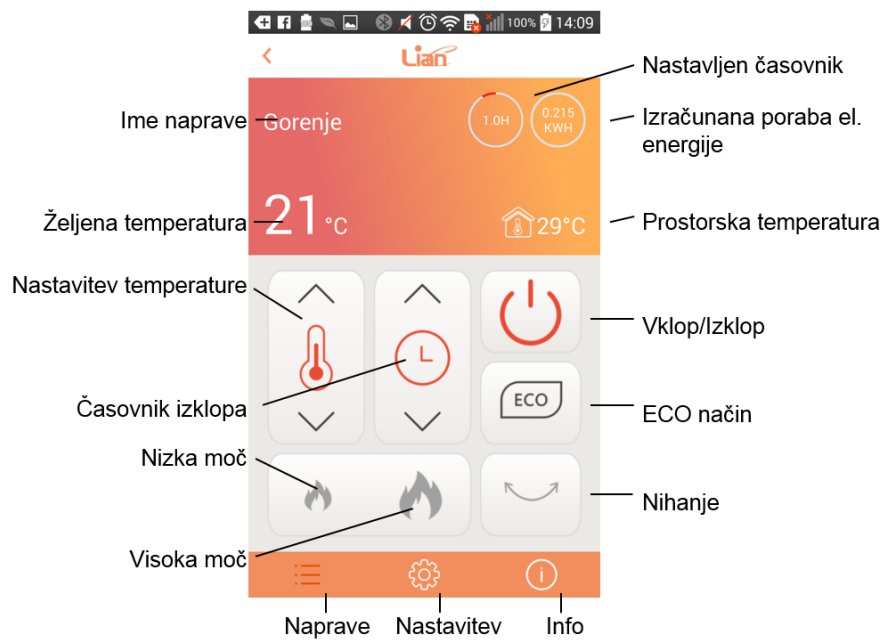 100% 14:09
Lian
Nastavljen časovnik
Ime naprave
Gorenje
1.0H
0.215
KWH
Izračunana poraba el.
energije
Željena temperatura
21 °C
29°C
Prostorska temperatura
Nastavitev temperature
Vklop/Izklop
Časovnik izklopa
ECO
ECO način
Nizka moč
Nihanje
Visoka moč
Naprave
Nastavitev
Info